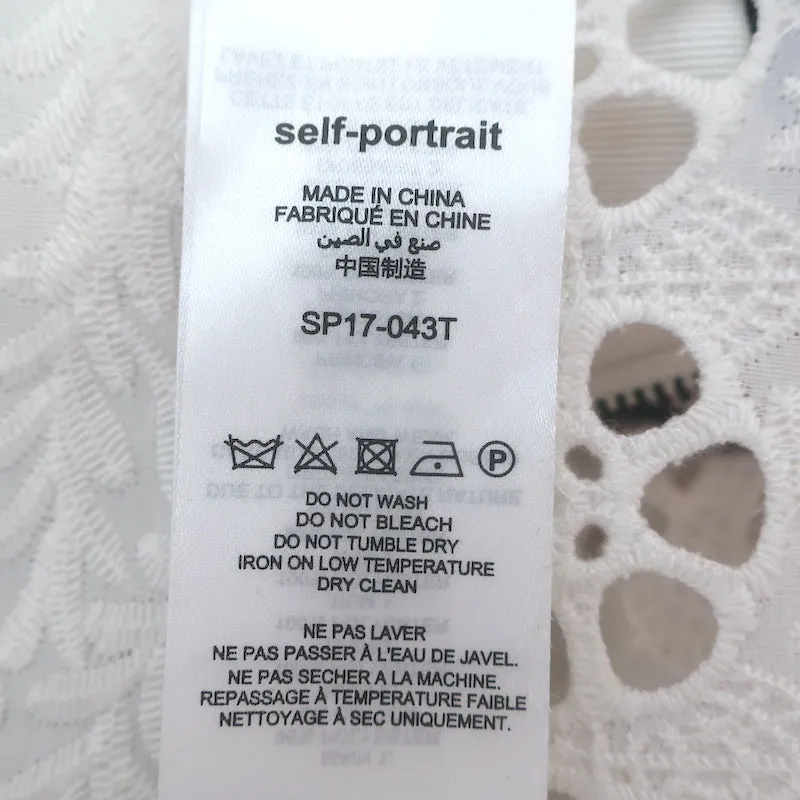 self-portrait
MADE IN CHINA
FABRIQUÉ EN CHINE
صنع في الصين
中国制造
SP17-043T
P
DO NOT WASH
DO NOT BLEACH
DO NOT TUMBLE DRY
IRON ON LOW TEMPERATURE
DRY CLEAN
NE PAS LAVER
NE PAS PASSER À L'EAU DE JAVEL.
NE PAS SECHER A LA MACHINE.
REPASSAGE À TEMPERATURE FAIBLE
NETTOYAGE À SEC UNIQUEMENT.